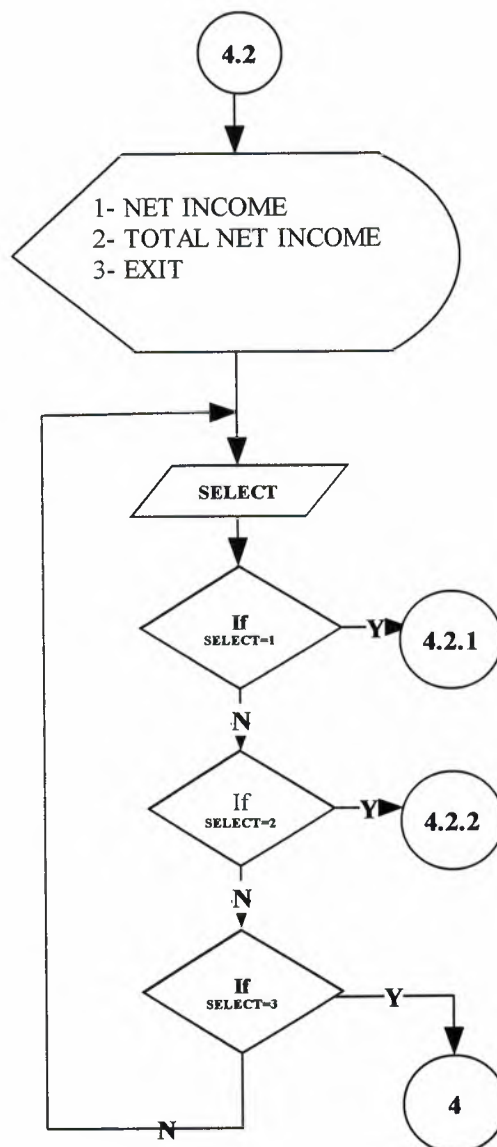 4.2
1- NET INCOME
2- TOTAL NET INCOME
3- EXIT
SELECT
If
SELECT=1
Y
4.2.1
N
If
SELECT=2
Y
4.2.2
N
If
SELECT=3
Y
4
N